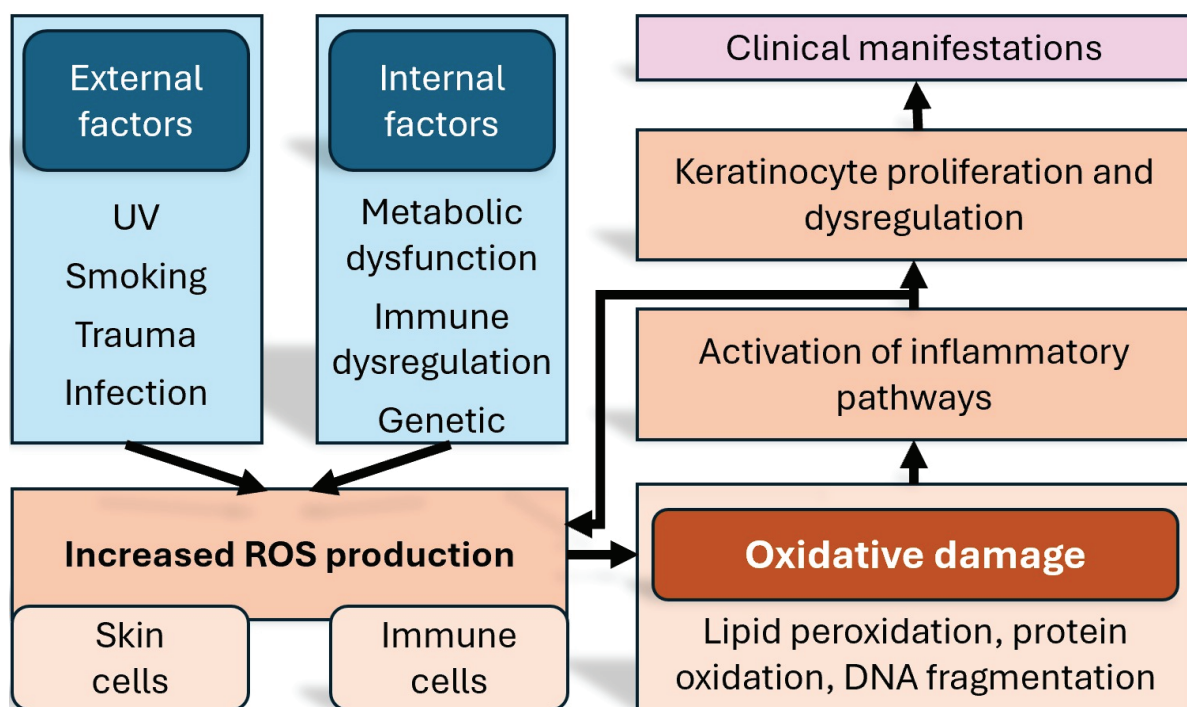 External
factors
UV
Smoking
Trauma
Infection
Internal
factors
Metabolic
dysfunction
Immune
dysregulation
Genetic
Increased ROS production
Skin
cells
Immune
cells
Clinical manifestations
Keratinocyte proliferation and
dysregulation
Activation of inflammatory
pathways
Oxidative damage
Lipid peroxidation, protein
oxidation, DNA fragmentation